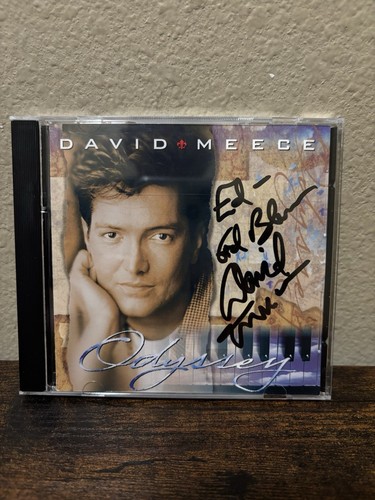 DAVID MEECE
Ed-
God Bless
David
Odyssey